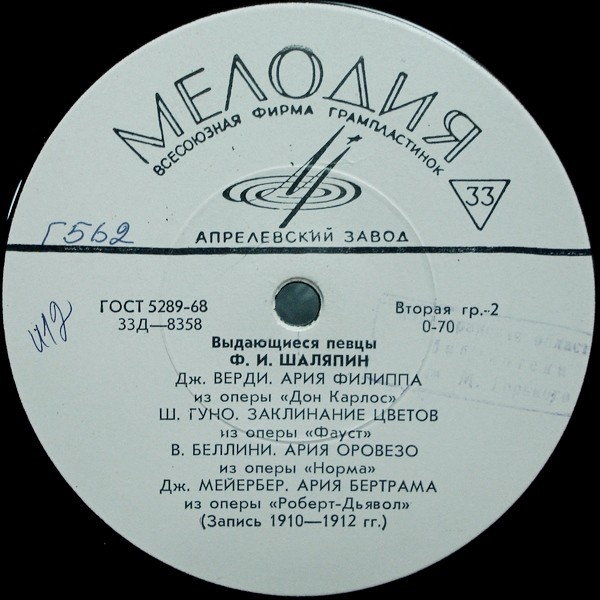 МЕЛОДИЯ
ВСЕСОЮЗНАЯ ФИРМА ГРАМПЛАСТИНОК
33
АПРЕЛЕВСКИЙ ЗАВОД
Г562
ГОСТ 5289-68
33Д—8358
Вторая гр.-2
0-70
Выдающиеся певцы
Ф. И. ШАЛЯПИН
Дж. ВЕРДИ. АРИЯ ФИЛИППА
из оперы «Дон Карлос»
Ш. ГУНО. ЗАКЛИНАНИЕ ЦВЕТОВ
из оперы «Фауст»
В. БЕЛЛИНИ. АРИЯ ОРОВЕЗО
из оперы «Норма»
Дж. МЕЙЕРБЕР. АРИЯ БЕРТРАМА
из оперы «Роберт-Дьявол»
(Запись 1910—1912 гг.)